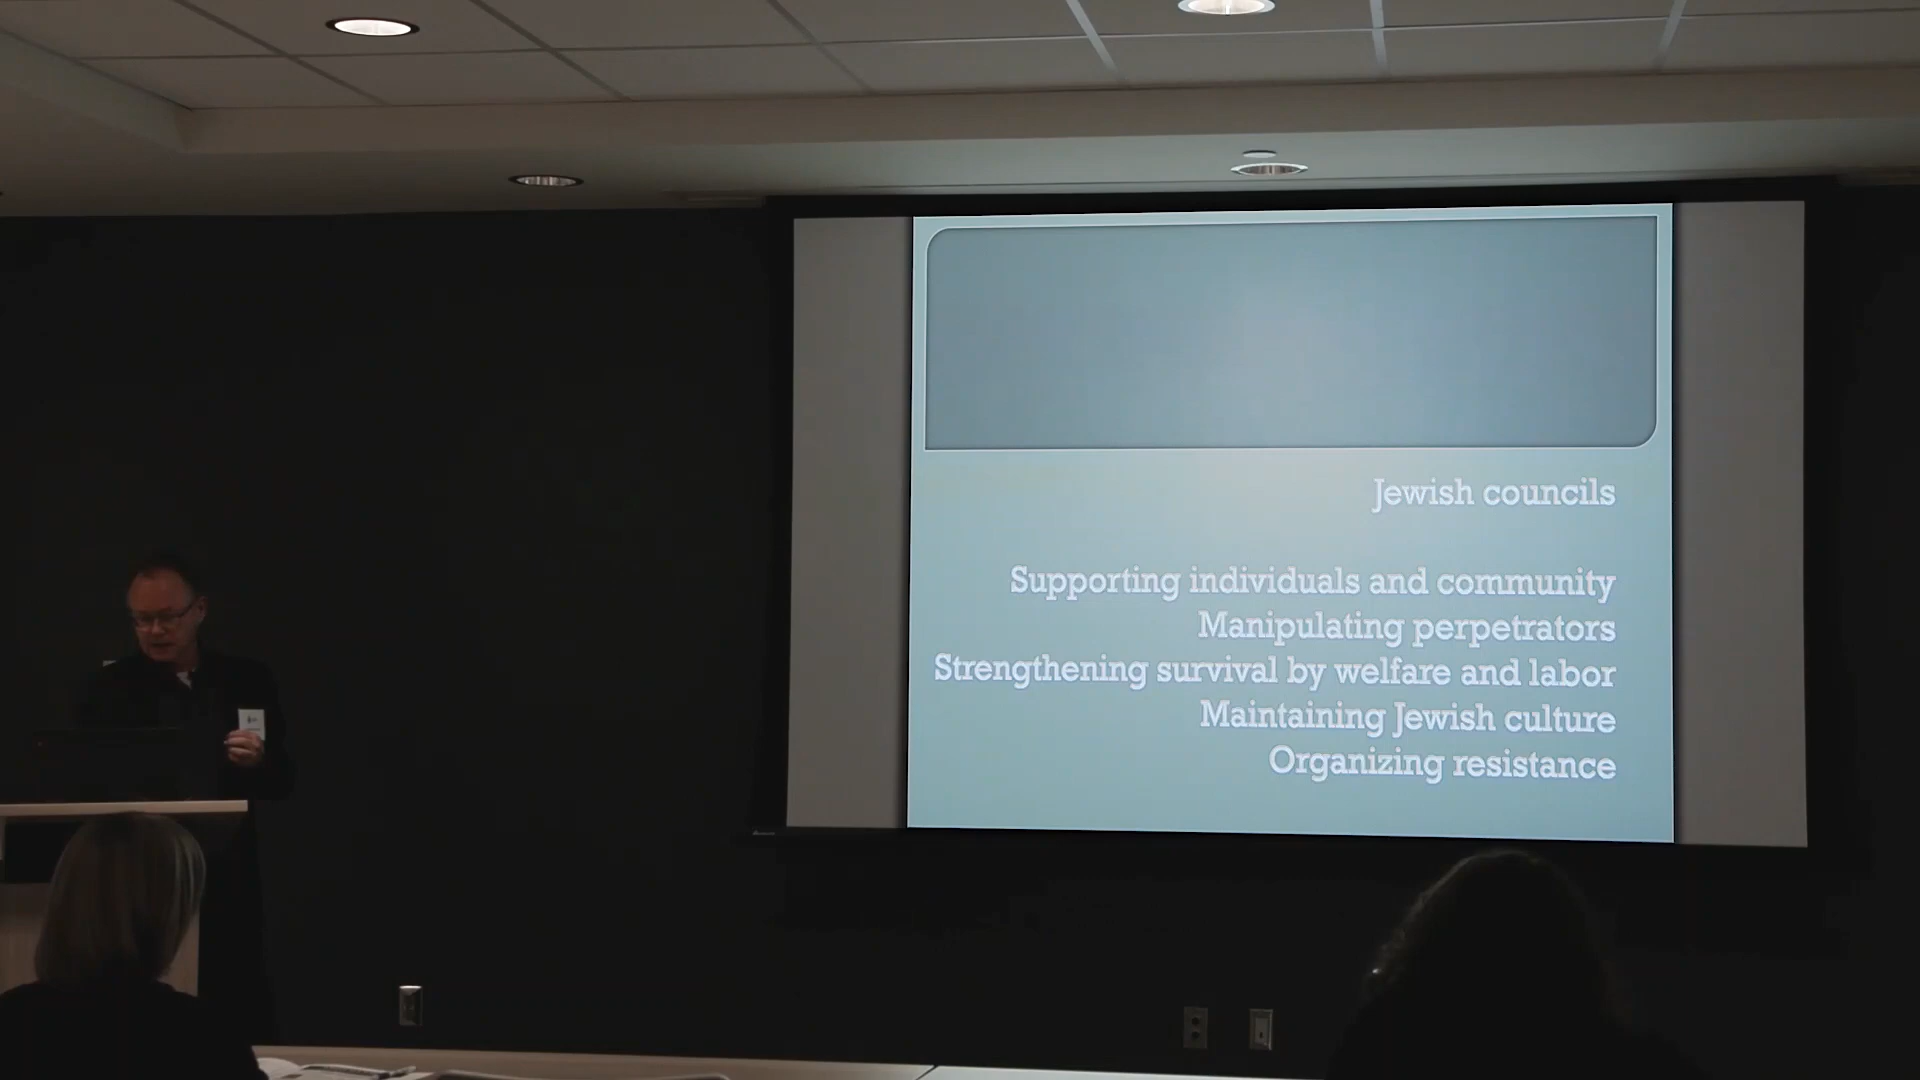 Jewish councils
Supporting individuals and community
Manipulating perpetrators
Strengthening survival by welfare and labor
Maintaining Jewish culture
Organizing resistance